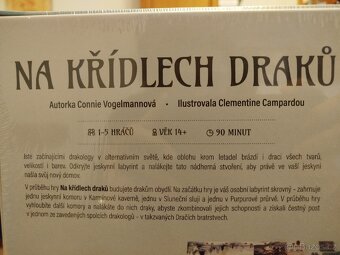 NA KŘÍDLECH DRAKŮ
Autorka Connie Vogelmannová · Ilustrovala Clementine Campardou
1-5 HRÁČŮ VĚK 14+ 90 MINUT
Jste začínajícími drakology v alternativním světě, kde oblohu krom letadel brázdí i draci všech tvarů,
velikostí i barev. Odkryjte jeskynní labyrint a nalákejte tato nádherná stvoření, aby právě ve vaší jeskyni
našla svůj nový domov.
V průběhu hry Na křídlech draků budujete drakům obydlí. Na začátku hry je váš osobní labyrint skrovný – zahrnuje
jednu jeskynní komoru v Karmínové kaverně, jednu v Sluneční sluji a jednu v Purpurové průrvě. V průběhu hry
vyhloubíte další komory a nalákáte do nich draky, abyste zkombinovali jejich schopnosti a získali čestný post
v jednom ze zavedených spolcích drakologů – v takzvaných Dračích bratrstvech.